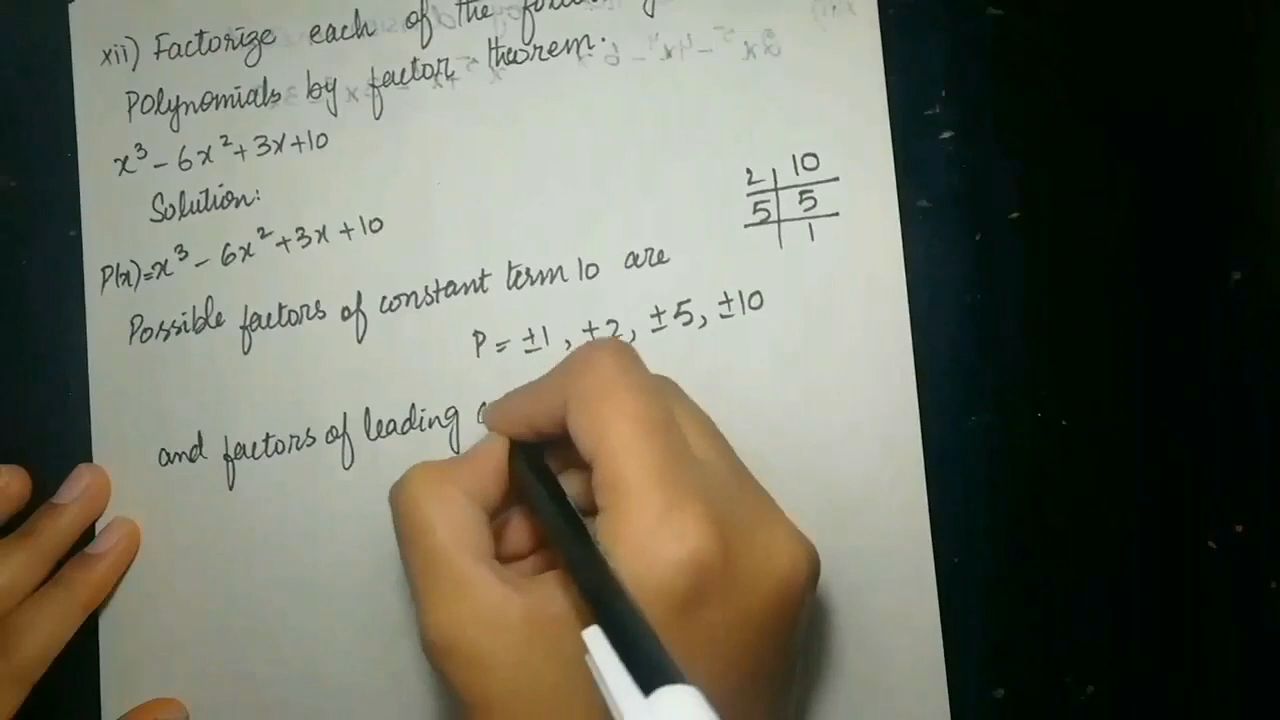 xii) Factorize each of the
Polynomials by factor theorem.
x³ - 6x² + 3x + 10
Solution:
P(x) = x³ - 6x² + 3x + 10
Possible factors of constant term 10 are
P = ±1, ±2, ±5, ±10
and factors of leading
2 | 10
5 | 5
| 1